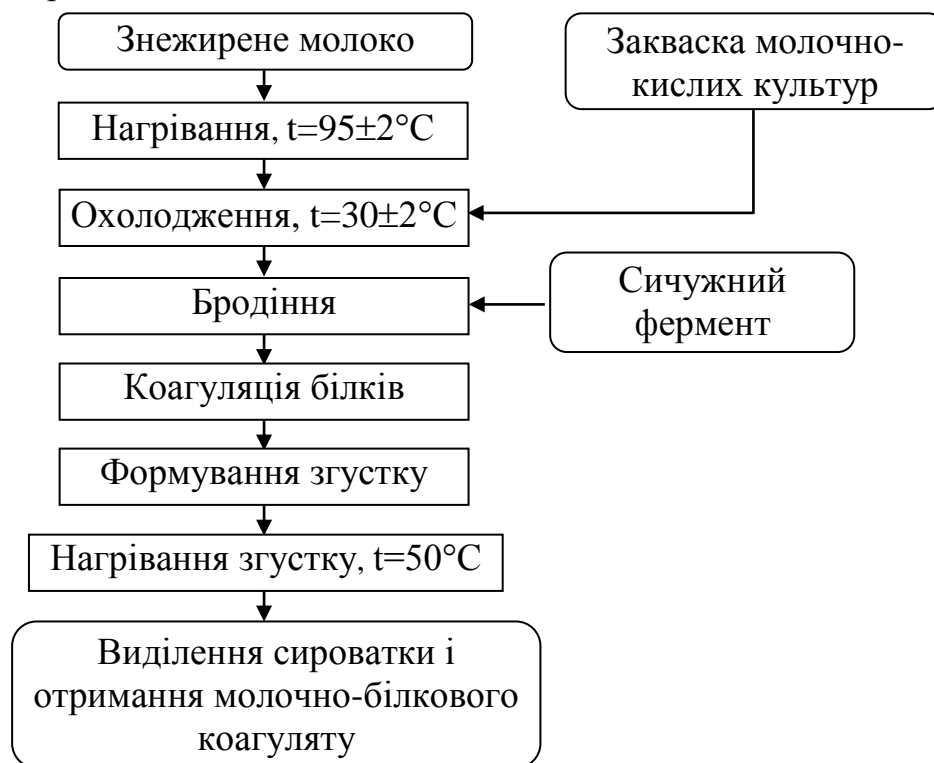 Знежирене молоко
Закваска молочно-
кислих культур
Нагрівання, t=95±2°С
Охолодження, t=30±2°С
Бродіння
Сичужний
фермент
Коагуляція білків
Формування згустку
Нагрівання згустку, t=50°С
Виділення сироватки і
отримання молочно-білкового
коагуляту